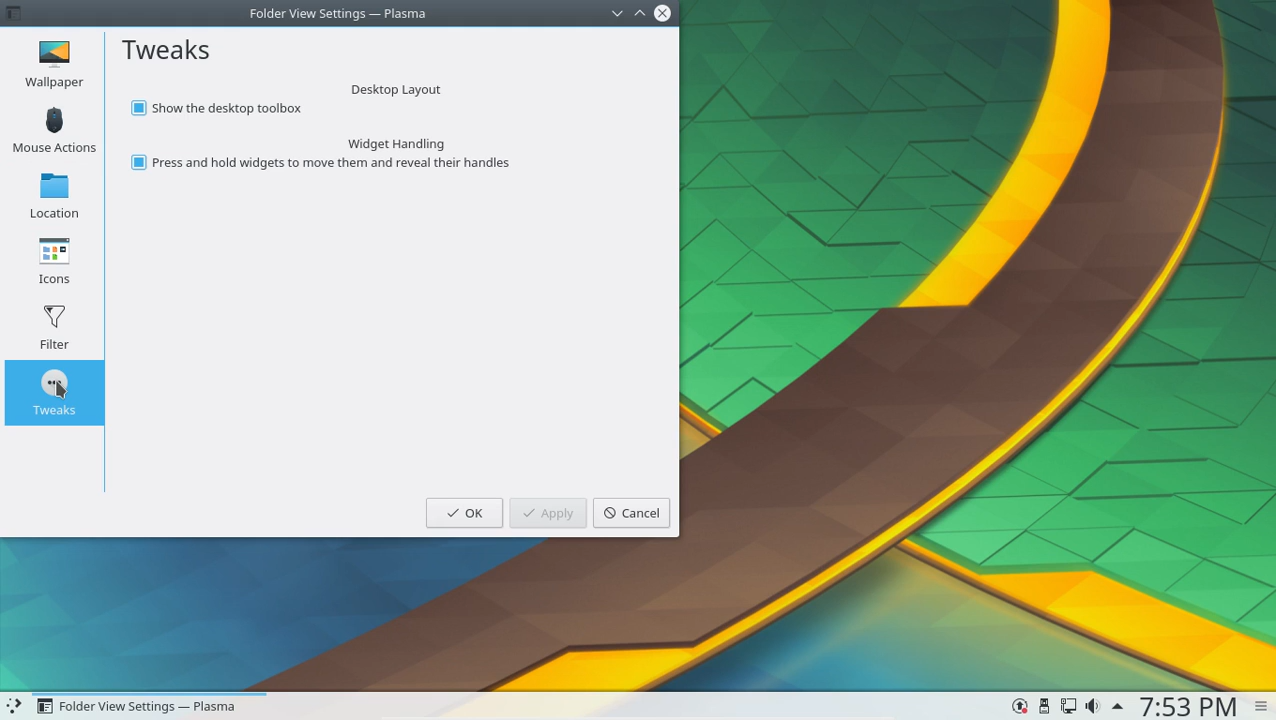 Folder View Settings — Plasma
Tweaks
Wallpaper
Mouse Actions
Location
Icons
Filter
Tweaks
Desktop Layout
Show the desktop toolbox
Widget Handling
Press and hold widgets to move them and reveal their handles
OK
Apply
Cancel
Folder View Settings — Plasma
7:53 PM